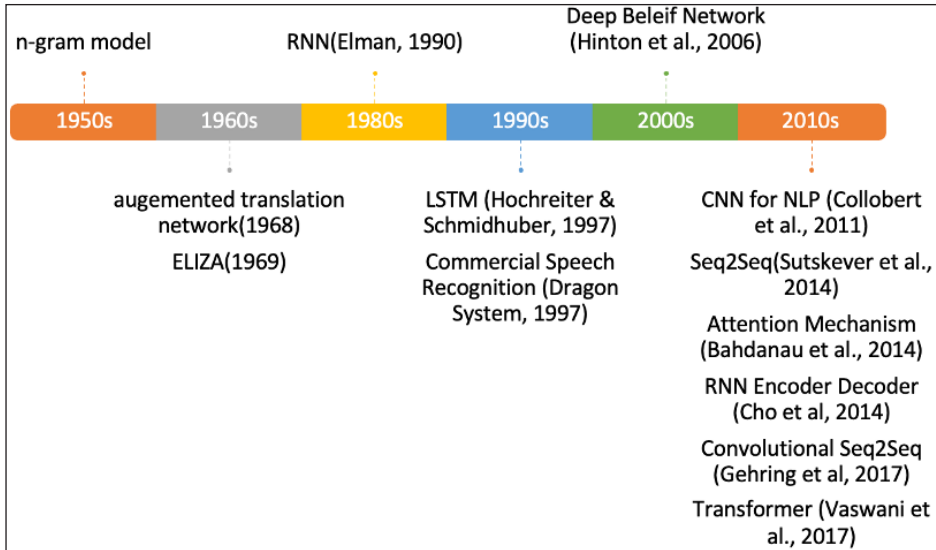 n-gram model
RNN(Elman, 1990)
Deep Beleif Network
(Hinton et al., 2006)
1950s
1960s
1980s
1990s
2000s
2010s
augmented translation
network(1968)
ELIZA(1969)
LSTM (Hochreiter &
Schmidhuber, 1997)
Commercial Speech
Recognition (Dragon
System, 1997)
CNN for NLP (Collobert
et al., 2011)
Seq2Seq(Sutskever et al.,
2014)
Attention Mechanism
(Bahdanau et al., 2014)
RNN Encoder Decoder
(Cho et al, 2014)
Convolutional Seq2Seq
(Gehring et al, 2017)
Transformer (Vaswani et
al., 2017)